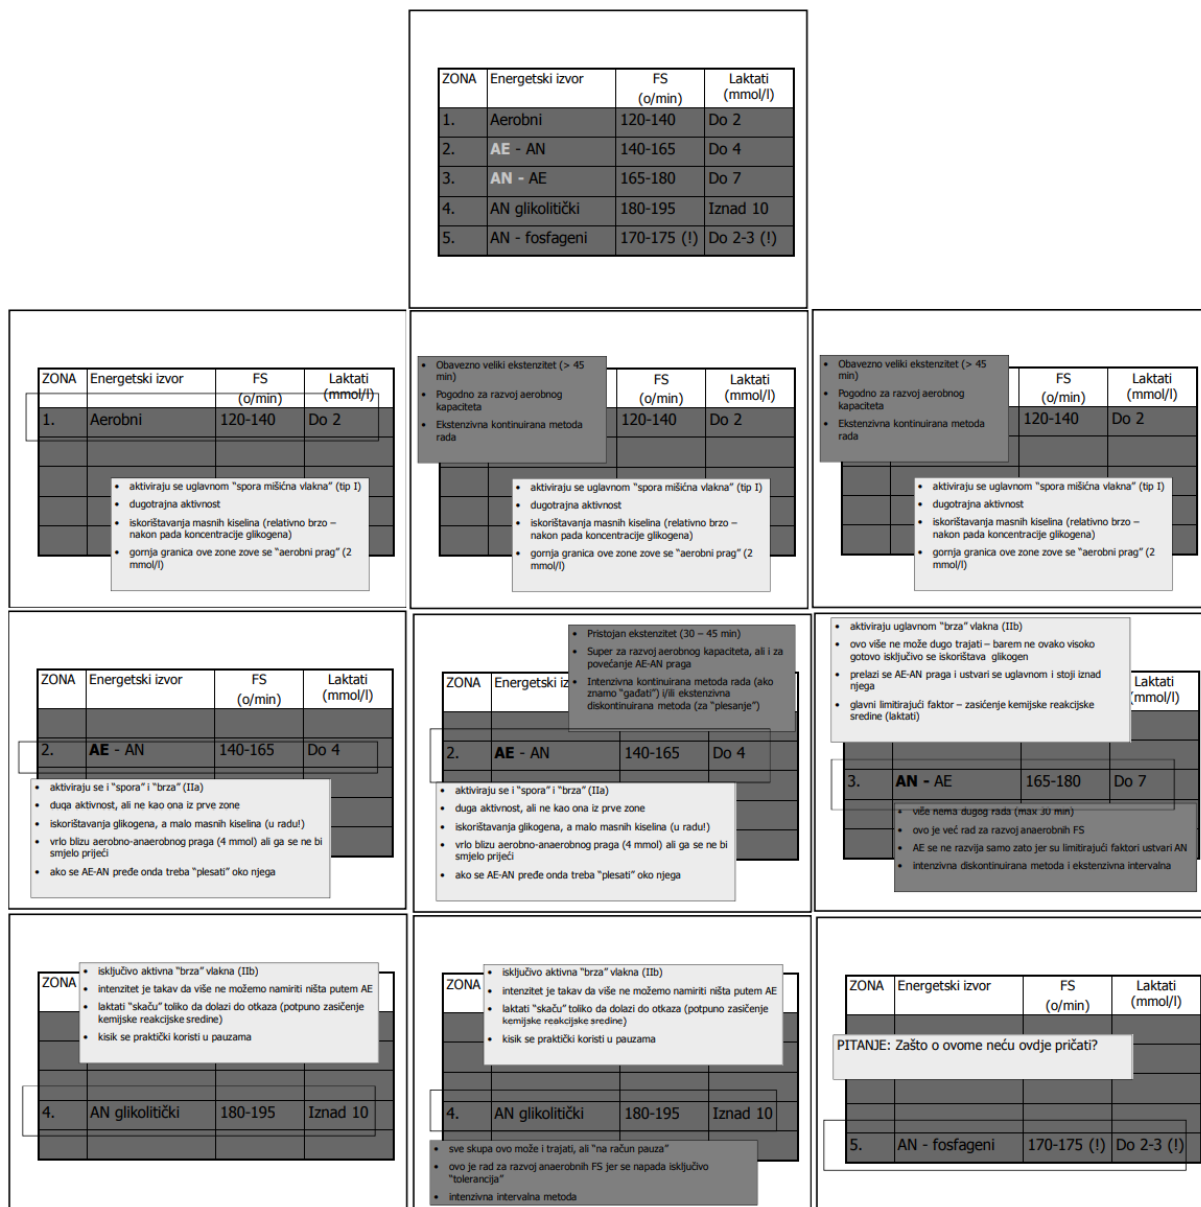 ZONA Energetski izvor FS (o/min) Laktati (mmol/l)
1. Aerobni 120-140 Do 2
2. AE - AN 140-165 Do 4
3. AN - AE 165-180 Do 7
4. AN glikolitički 180-195 Iznad 10
5. AN - fosfageni 170-175 (!) Do 2-3 (!)
ZONA Energetski izvor FS (o/min) Laktati (mmol/l)
1. Aerobni 120-140 Do 2
• aktiviraju se uglavnom “spora mišićna vlakna” (tip I)
• dugotrajna aktivnost
• iskorištavanja masnih kiselina (relativno brzo –
nakon pada koncentracije glikogena)
• gornja granica ove zone zove se “aerobni prag” (2
mmol/l)
• Obavezno veliki ekstenzitet (> 45
min)
• Pogodno za razvoj aerobnog
kapaciteta
• Ekstenzivna kontinuirana metoda
rada
FS (o/min) Laktati (mmol/l)
120-140 Do 2
• aktiviraju se uglavnom “spora mišićna vlakna” (tip I)
• dugotrajna aktivnost
• iskorištavanja masnih kiselina (relativno brzo –
nakon pada koncentracije glikogena)
• gornja granica ove zone zove se “aerobni prag” (2
mmol/l)
• Obavezno veliki ekstenzitet (> 45
min)
• Pogodno za razvoj aerobnog
kapaciteta
• Ekstenzivna kontinuirana metoda
rada
FS (o/min) Laktati (mmol/l)
120-140 Do 2
• aktiviraju se uglavnom “spora mišićna vlakna” (tip I)
• dugotrajna aktivnost
• iskorištavanja masnih kiselina (relativno brzo –
nakon pada koncentracije glikogena)
• gornja granica ove zone zove se “aerobni prag” (2
mmol/l)
ZONA Energetski izvor FS (o/min) Laktati (mmol/l)
2. AE - AN 140-165 Do 4
• aktiviraju se i “spora” i “brza” (IIa)
• duga aktivnost, ali ne kao ona iz prve zone
• iskorištavanja glikogena, a malo masnih kiselina (u radu!)
• vrlo blizu aerobno-anaerobnog praga (4 mmol) ali ga se ne bi
smjelo prijeći
• ako se AE-AN pređe onda treba “plesati” oko njega
• Pristojan ekstenzitet (30 – 45 min)
• Super za razvoj aerobnog kapaciteta, ali i za
povećanje AE-AN praga
• Intenzivna kontinuirana metoda rada (ako
znamo “gađati”) i/ili ekstenzivna
diskontinuirana metoda (za “plesanje”)
ZONA Energetski iz
2. AE - AN 140-165 Do 4
• aktiviraju se i “spora” i “brza” (IIa)
• duga aktivnost, ali ne kao ona iz prve zone
• iskorištavanja glikogena, a malo masnih kiselina (u radu!)
• vrlo blizu aerobno-anaerobnog praga (4 mmol) ali ga se ne bi
smjelo prijeći
• ako se AE-AN pređe onda treba “plesati” oko njega
• aktiviraju uglavnom “brza” vlakna (IIb)
• ovo više ne može dugo trajati – barem ne ovako visoko
gotovo isključivo se iskorištava glikogen
• prelazi se AE-AN praga i ustvari se uglavnom i stoji iznad
njega
• glavni limitirajući faktor – zasićenje kemijske reakcijske
sredine (laktati)
Laktati
(mmol/l)
3. AN - AE 165-180 Do 7
• više nema dugog rada (max 30 min)
• ovo je već rad za razvoj anaerobnih FS
• AE se ne razvija samo zato jer su limitirajući faktori ustvari AN
• intenzivna diskontinuirana metoda i ekstenzivna intervalna
ZONA
• isključivo aktivna “brza” vlakna (IIb)
• intenzitet je takav da više ne možemo namiriti ništa putem AE
• laktati “skaču” toliko da dolazi do otkaza (potpuno zasićenje
kemijske reakcijske sredine)
• kisik se praktički koristi u pauzama
4. AN glikolitički 180-195 Iznad 10
ZONA
• isključivo aktivna “brza” vlakna (IIb)
• intenzitet je takav da više ne možemo namiriti ništa putem AE
• laktati “skaču” toliko da dolazi do otkaza (potpuno zasićenje
kemijske reakcijske sredine)
• kisik se praktički koristi u pauzama
4. AN glikolitički 180-195 Iznad 10
• sve skupa ovo može i trajati, ali “na račun pauza”
• ovo je rad za razvoj anaerobnih FS jer se napada isključivo
“tolerancija”
• intenzivna intervalna metoda
ZONA Energetski izvor FS (o/min) Laktati (mmol/l)
PITANJE: Zašto o ovome neću ovdje pričati?
5. AN - fosfageni 170-175 (!) Do 2-3 (!)